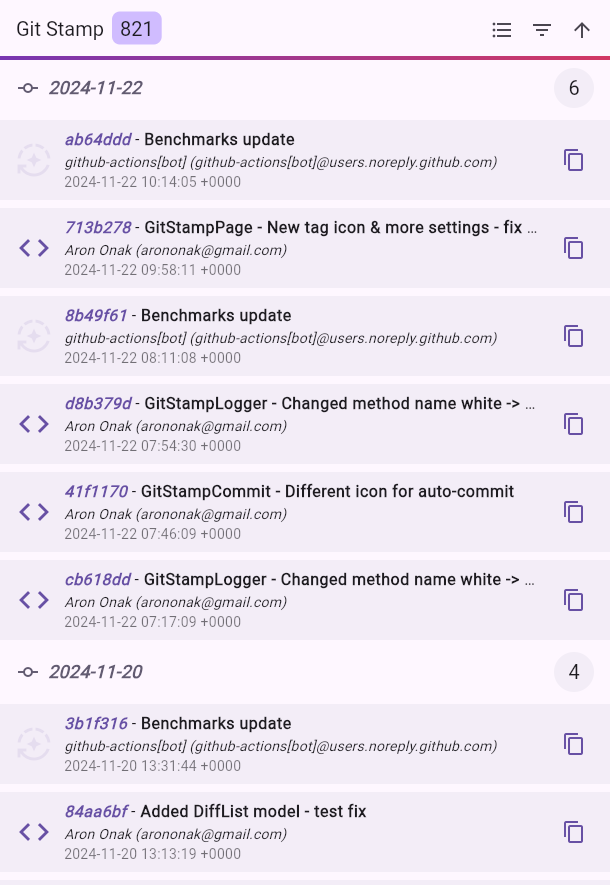 Git Stamp 821
2024-11-22 6
ab64ddd - Benchmarks update
github-actions[bot] (github-actions[bot]@users.noreply.github.com)
2024-11-22 10:14:05 +0000
713b278 - GitStampPage - New tag icon & more settings - fix ...
Aron Onak (arononak@gmail.com)
2024-11-22 09:58:11 +0000
8b49f61 - Benchmarks update
github-actions[bot] (github-actions[bot]@users.noreply.github.com)
2024-11-22 08:11:08 +0000
d8b379d - GitStampLogger - Changed method name white -> ...
Aron Onak (arononak@gmail.com)
2024-11-22 07:54:30 +0000
41f1170 - GitStampCommit - Different icon for auto-commit
Aron Onak (arononak@gmail.com)
2024-11-22 07:46:09 +0000
cb618dd - GitStampLogger - Changed method name white -> ...
Aron Onak (arononak@gmail.com)
2024-11-22 07:17:09 +0000
2024-11-20 4
3b1f316 - Benchmarks update
github-actions[bot] (github-actions[bot]@users.noreply.github.com)
2024-11-20 13:31:44 +0000
84aa6bf - Added DiffList model - test fix
Aron Onak (arononak@gmail.com)
2024-11-20 13:13:19 +0000